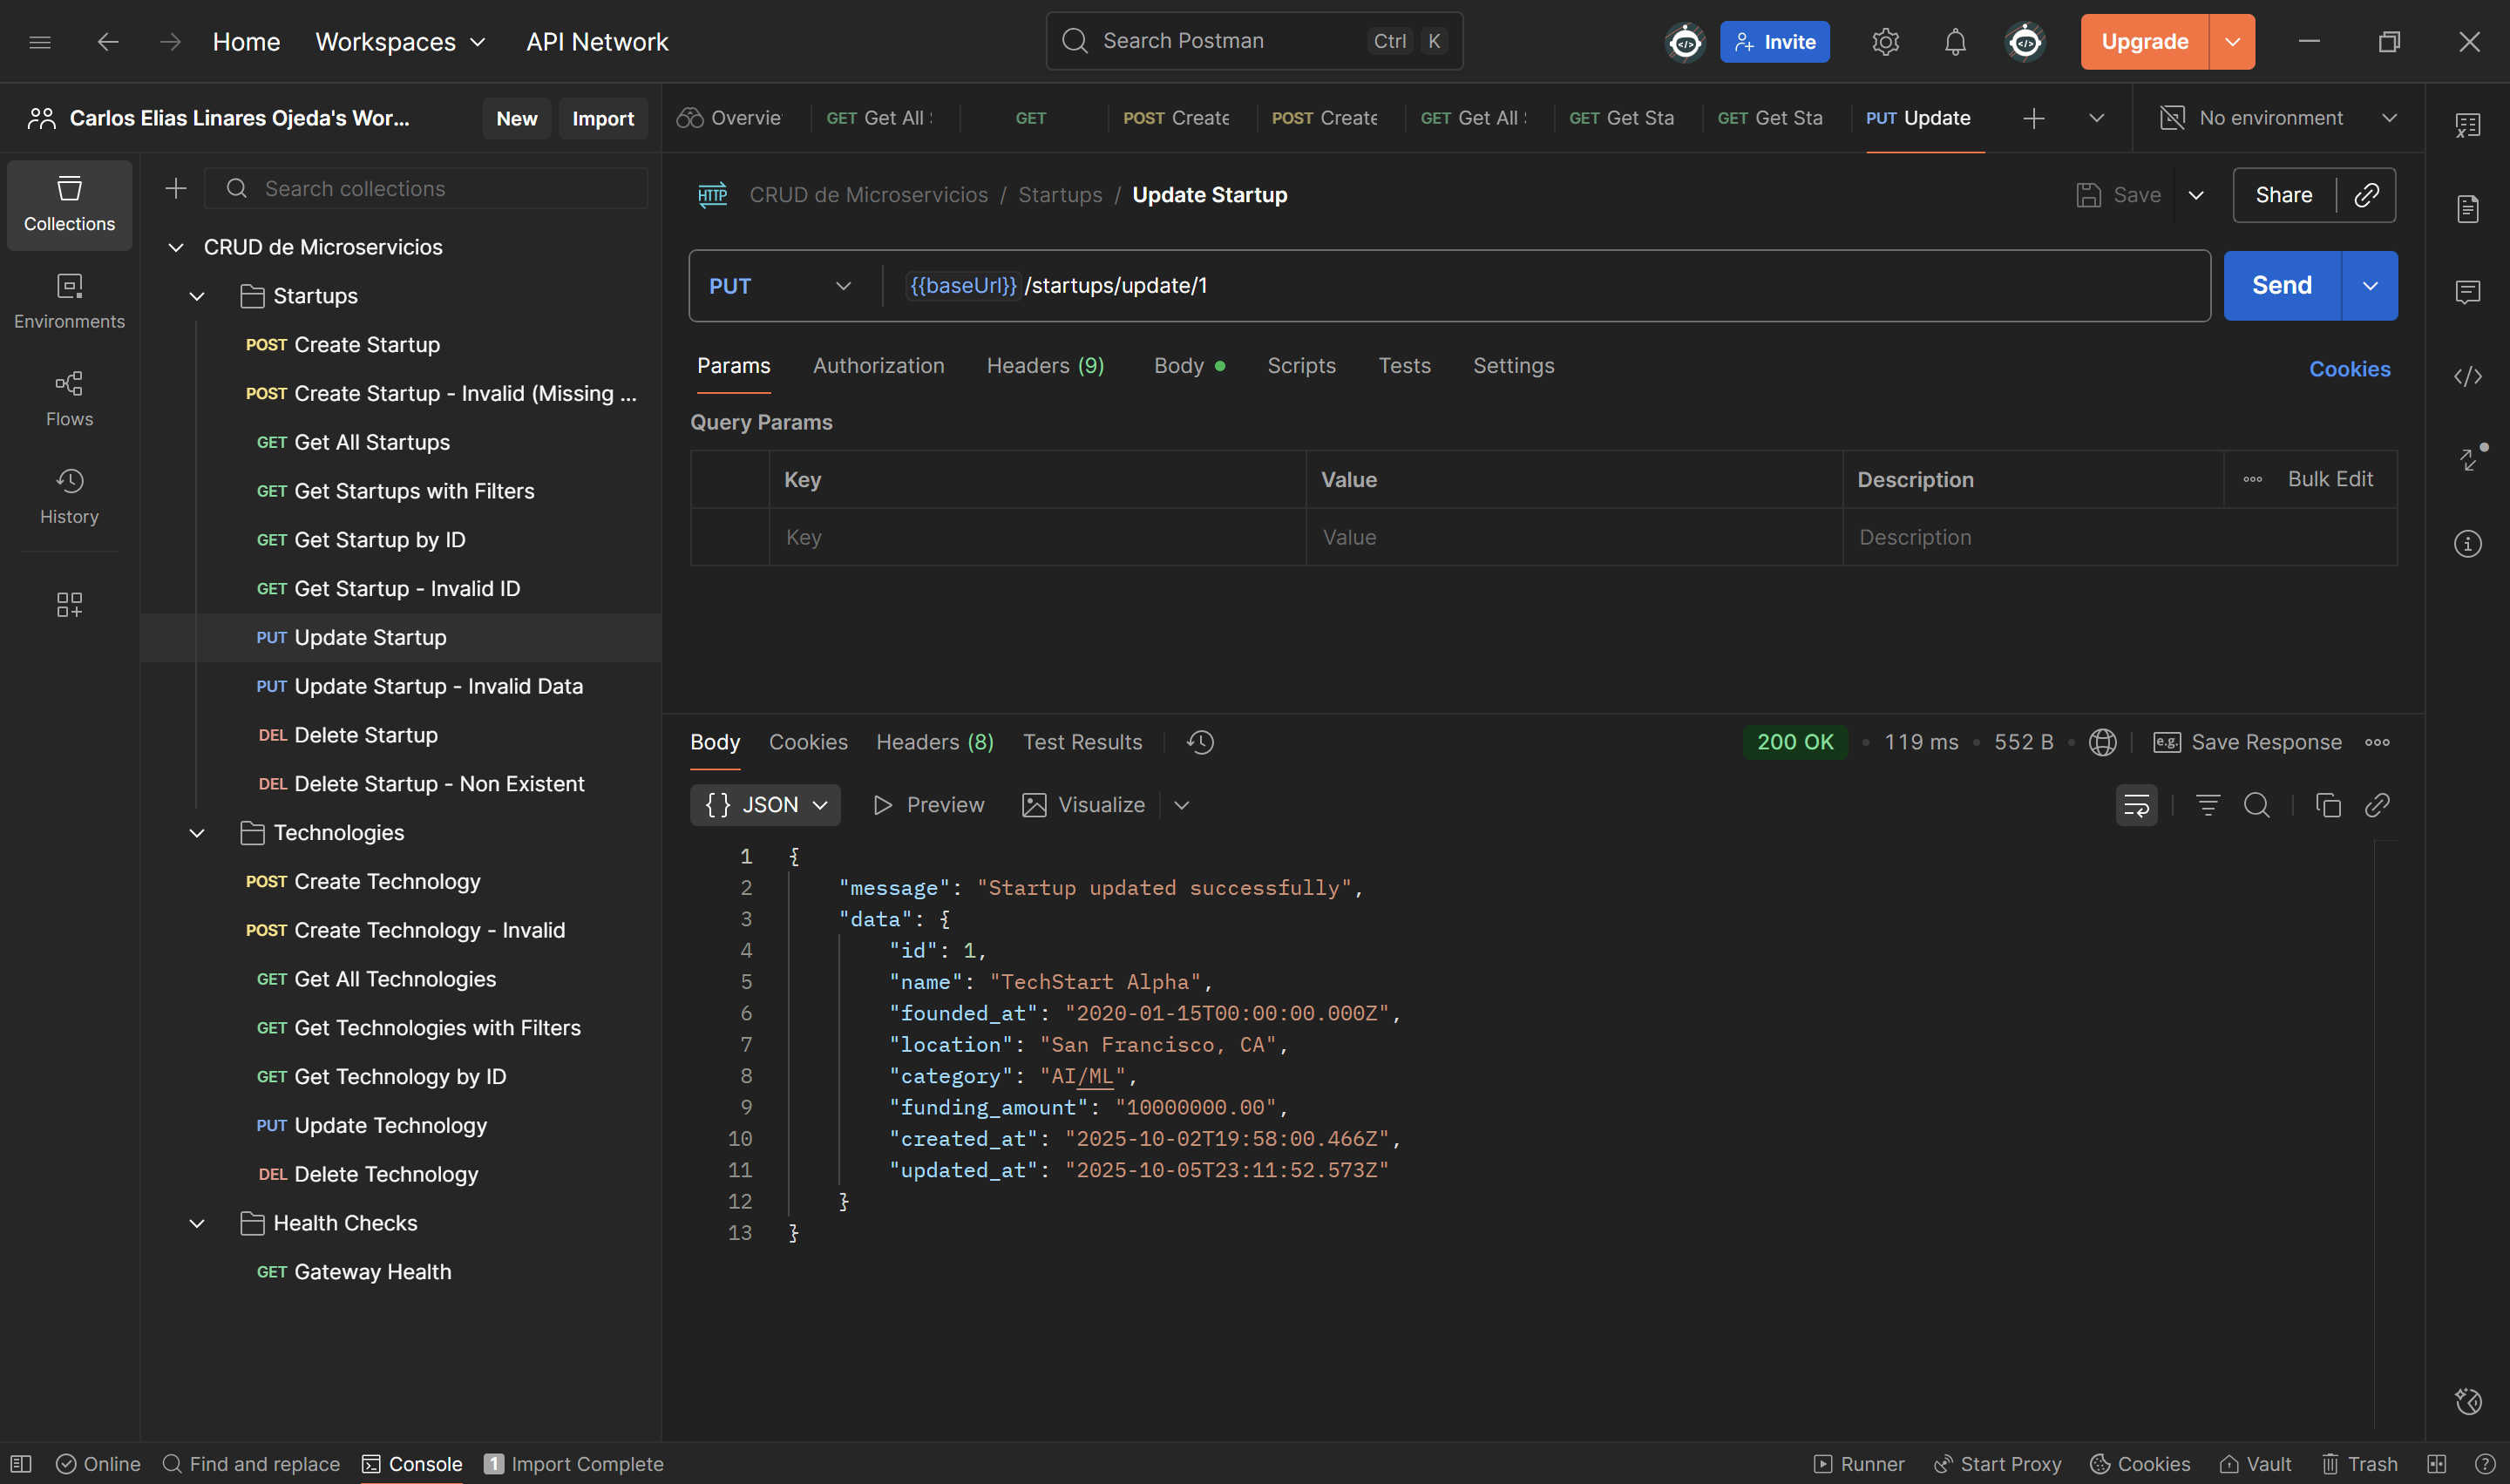 Home Workspaces API Network
Search Postman Ctrl K
Invite
Upgrade
Carlos Elias Linares Ojeda's Wor...
New Import
Overvie
GET Get All
GET
POST Create
POST Create
GET Get All
GET Get Sta
GET Get Sta
PUT Update
No environment
Collections
Environments
Flows
History
Search collections
CRUD de Microservicios
Startups
POST Create Startup
POST Create Startup - Invalid (Missing ...
GET Get All Startups
GET Get Startups with Filters
GET Get Startup by ID
GET Get Startup - Invalid ID
PUT Update Startup
PUT Update Startup - Invalid Data
DEL Delete Startup
DEL Delete Startup - Non Existent
Technologies
POST Create Technology
POST Create Technology - Invalid
GET Get All Technologies
GET Get Technologies with Filters
GET Get Technology by ID
PUT Update Technology
DEL Delete Technology
Health Checks
GET Gateway Health
HTTP CRUD de Microservicios / Startups / Update Startup
Save
Share
PUT {{baseUrl}} /startups/update/1
Send
Params Authorization Headers (9) Body Scripts Tests Settings
Cookies
Query Params
Key Value Description Bulk Edit
Key Value Description
Body Cookies Headers (8) Test Results
200 OK 119 ms 552 B
e.g. Save Response
{} JSON Preview Visualize
1 {
2 "message": "Startup updated successfully",
3 "data": {
4 "id": 1,
5 "name": "TechStart Alpha",
6 "founded_at": "2020-01-15T00:00:00.000Z",
7 "location": "San Francisco, CA",
8 "category": "AI/ML",
9 "funding_amount": "10000000.00",
10 "created_at": "2025-10-02T19:58:00.466Z",
11 "updated_at": "2025-10-05T23:11:52.573Z"
12 }
13 }
Online Find and replace Console 1 Import Complete
Runner Start Proxy Cookies Vault Trash